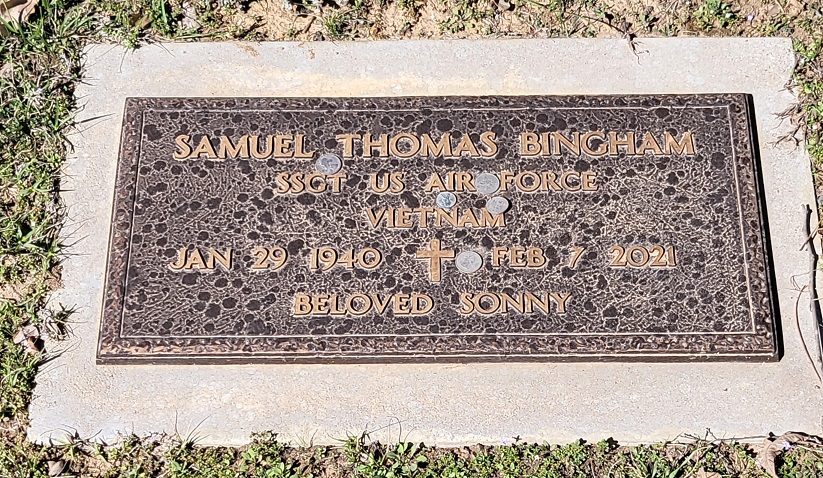 SAMUEL THOMAS BINGHAM
SSGT US AIR FORCE
VIETNAM
JAN 29 1940 FEB 7 2021
BELOVED SONNY